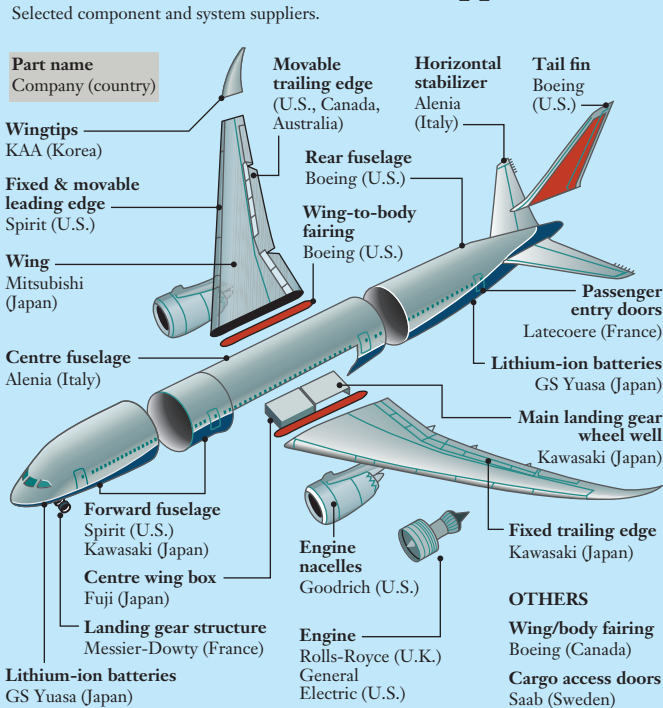 Selected component and system suppliers.
Part name
Company (country)
Wingtips
KAA (Korea)
Fixed & movable
leading edge
Spirit (U.S.)
Wing
Mitsubishi
(Japan)
Centre fuselage
Alenia (Italy)
Movable
trailing edge
(U.S., Canada,
Australia)
Rear fuselage
Boeing (U.S.)
Wing-to-body
fairing
Boeing (U.S.)
Horizontal
stabilizer
Alenia
(Italy)
Tail fin
Boeing
(U.S.)
Passenger
entry doors
Latecoere (France)
Lithium-ion batteries
GS Yuasa (Japan)
Main landing gear
wheel well
Kawasaki (Japan)
Forward fuselage
Spirit (U.S.)
Kawasaki (Japan)
Centre wing box
Fuji (Japan)
Landing gear structure
Messier-Dowty (France)
Lithium-ion batteries
GS Yuasa (Japan)
Engine
nacelles
Goodrich (U.S.)
Engine
Rolls-Royce (U.K.)
General
Electric (U.S.)
Fixed trailing edge
Kawasaki (Japan)
OTHERS
Wing/body fairing
Boeing (Canada)
Cargo access doors
Saab (Sweden)